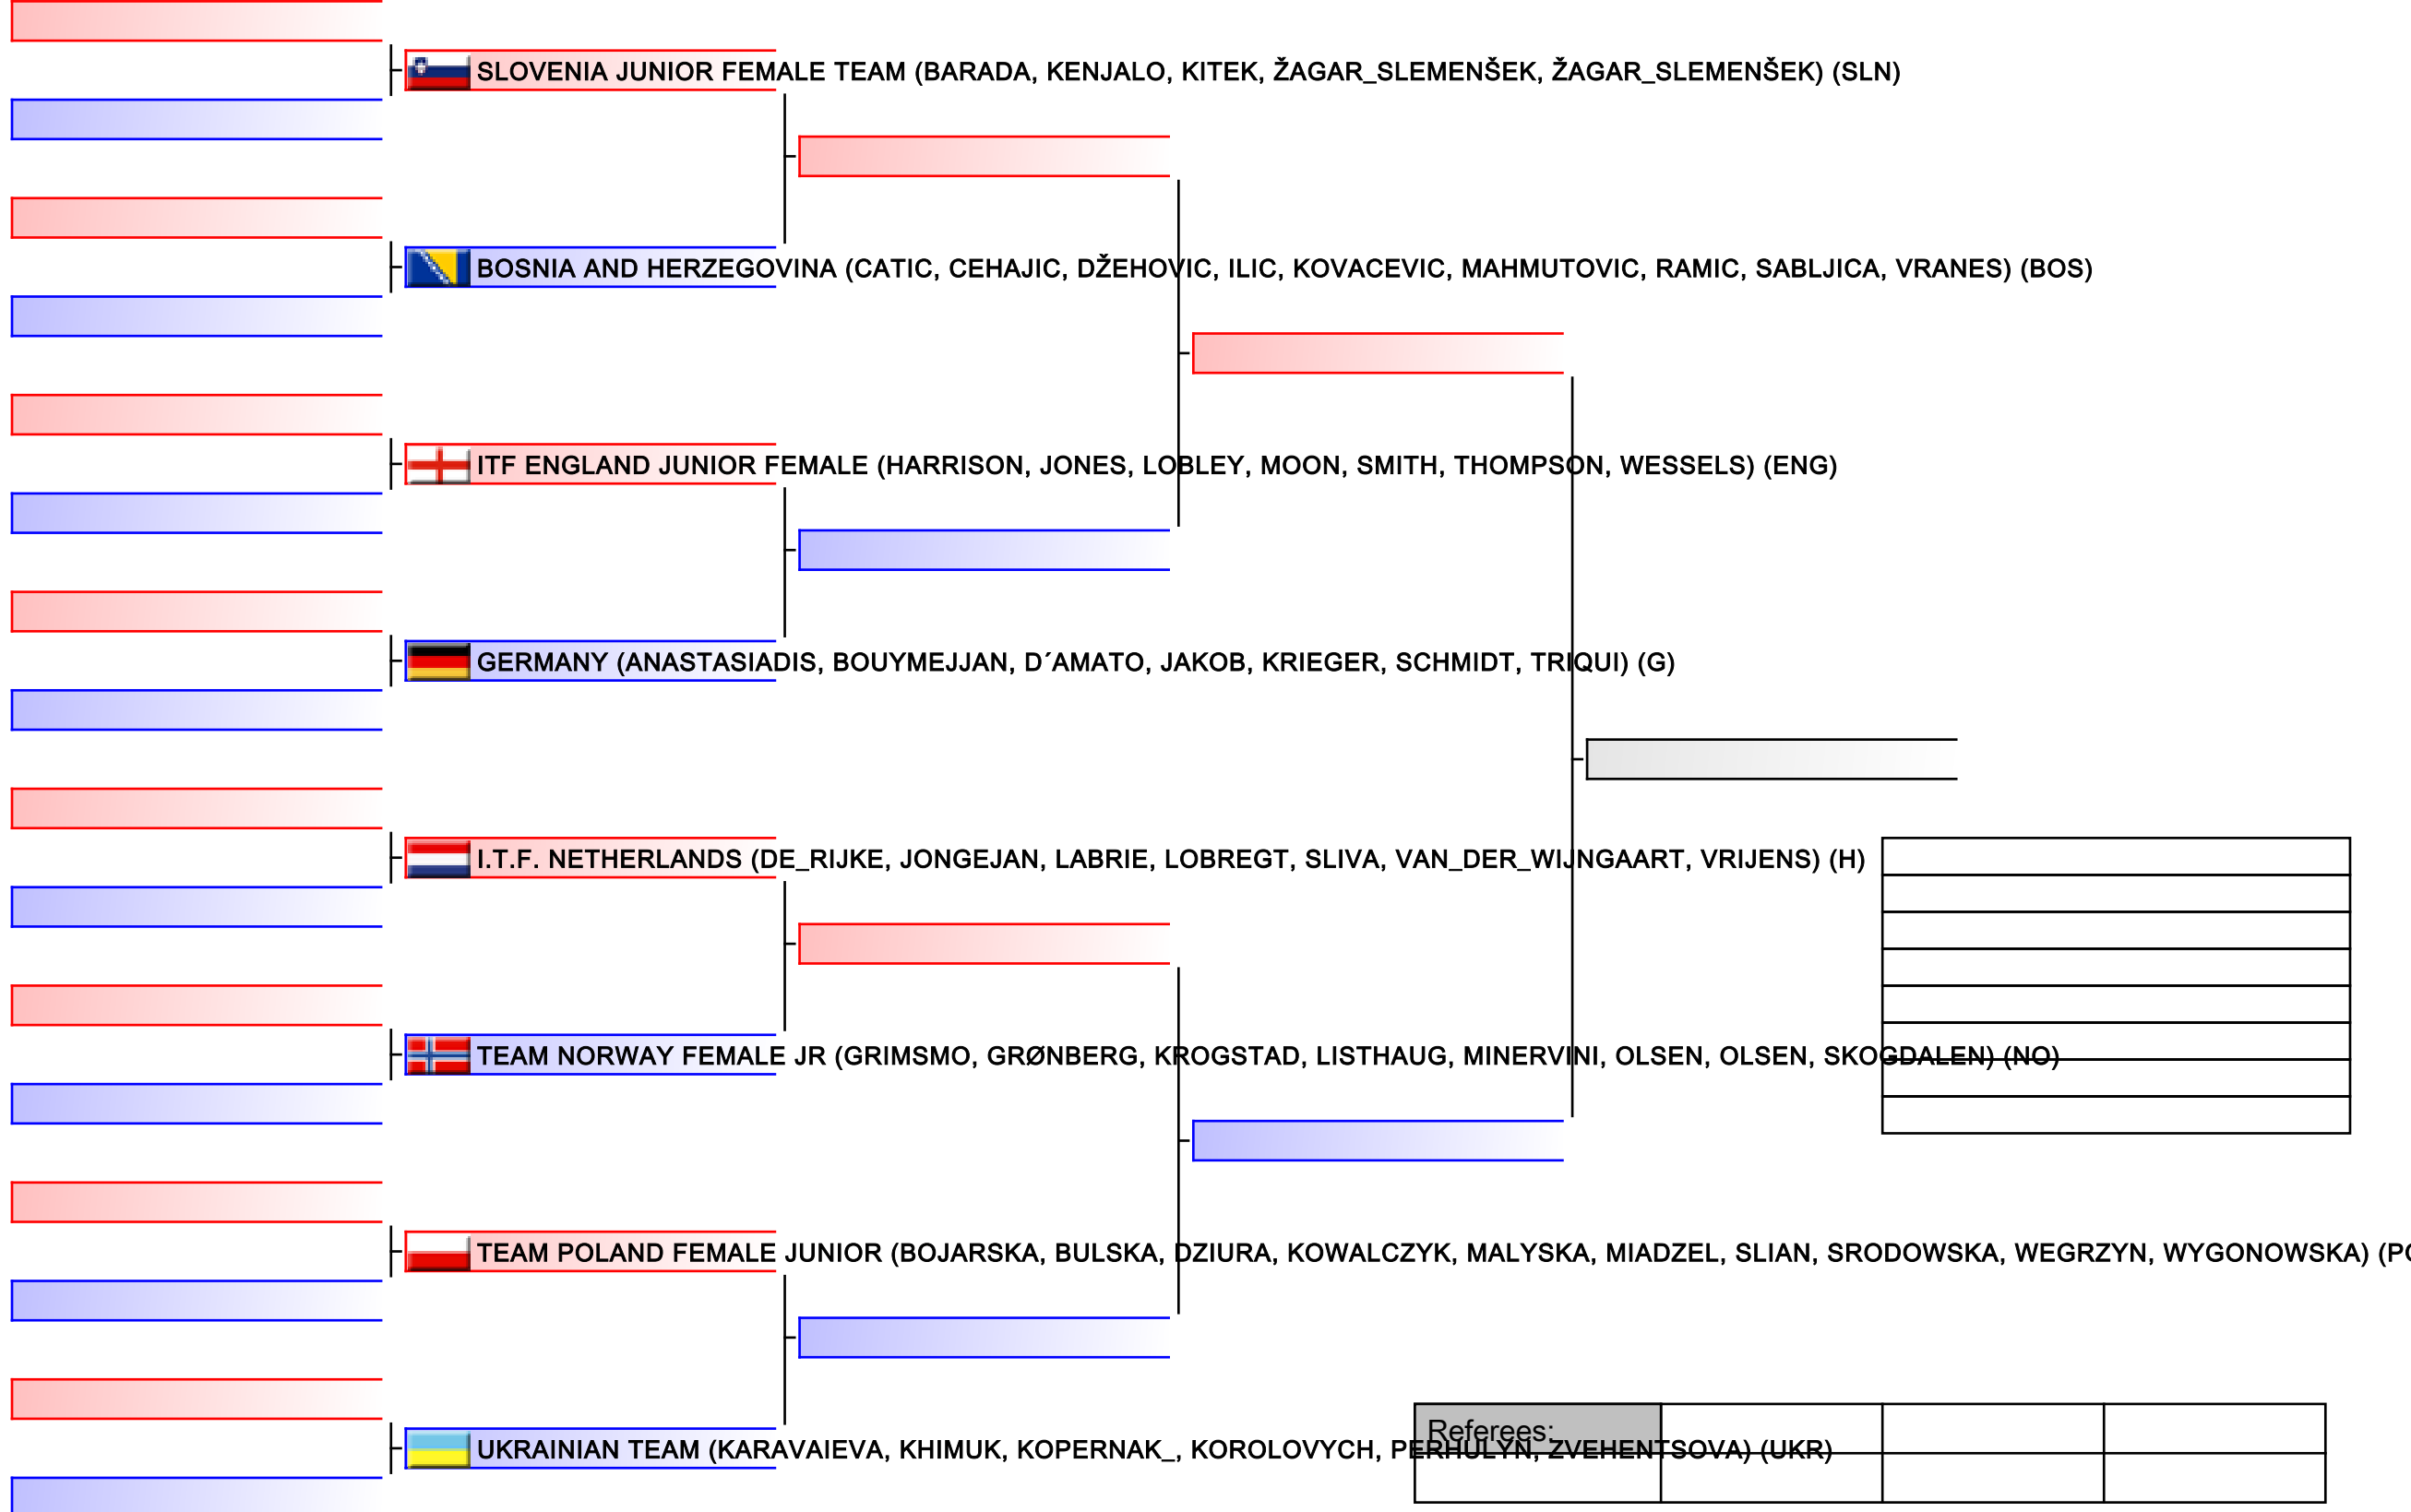 SLOVENIA JUNIOR FEMALE TEAM (BARADA, KENJALO, KITEK, ŽAGAR_SLEMENŠEK, ŽAGAR_SLEMENŠEK) (SLN)
BOSNIA AND HERZEGOVINA (CATIC, CEHAJIC, DŽEHOVIC, ILIC, KOVACEVIC, MAHMUTOVIC, RAMIC, SABLJICA, VRANES) (BOS)
ITF ENGLAND JUNIOR FEMALE (HARRISON, JONES, LOBLEY, MOON, SMITH, THOMPSON, WESSELS) (ENG)
GERMANY (ANASTASIADIS, BOUYMEJJAN, D´AMATO, JAKOB, KRIEGER, SCHMIDT, TRIQUI) (G)
I.T.F. NETHERLANDS (DE_RIJKE, JONGEJAN, LABRIE, LOBREGT, SLIVA, VAN_DER_WIJNGAART, VRIJENS) (H)
TEAM NORWAY FEMALE JR (GRIMSMO, GRØNBERG, KROGSTAD, LISTHAUG, MINERVINI, OLSEN, OLSEN, SKOGDALEN) (NO)
TEAM POLAND FEMALE JUNIOR (BOJARSKA, BULSKA, DZIURA, KOWALCZYK, MALYSKA, MIADZEL, SLIAN, SRODOWSKA, WEGRZYN, WYGONOWSKA)
Referees:
UKRAINIAN TEAM (KARAVAIEVA, KHIMUK, KOPERNAK_, KOROLOVYCH, PERHULYN, ZVEHENTSOVA) (UKR)